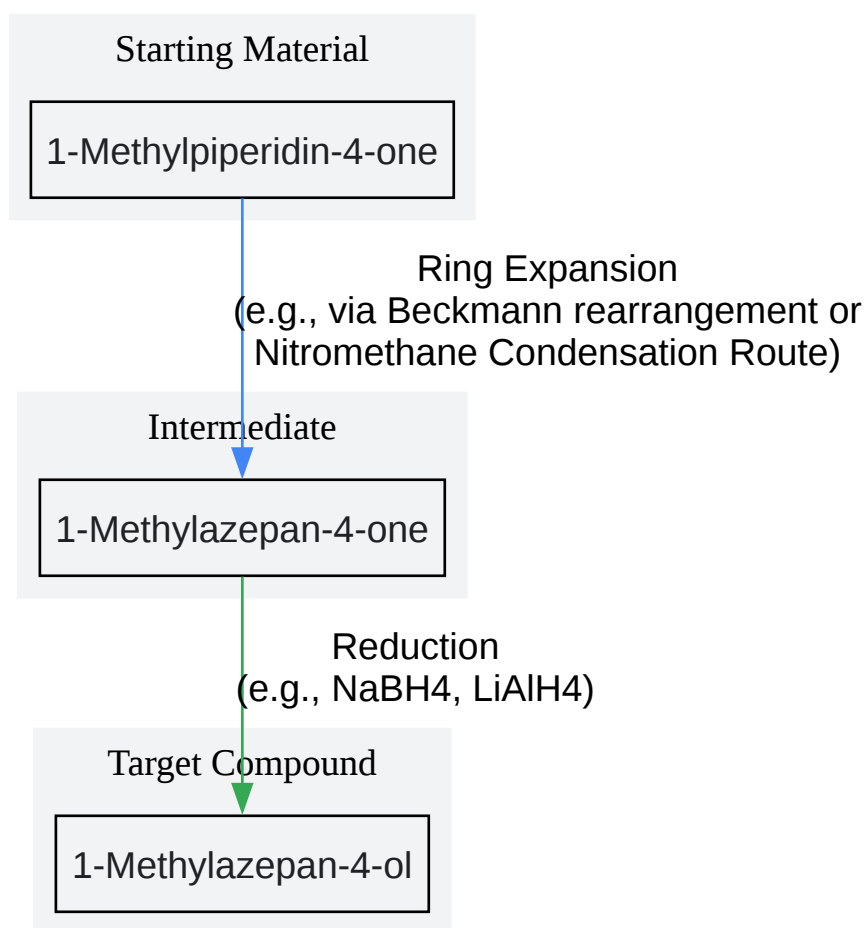 Starting Material
1-Methylpiperidin-4-one
Ring Expansion
(e.g., via Beckmann rearrangement or
Nitromethane Condensation Route)
Intermediate
1-Methylazepan-4-one
Reduction
(e.g., NaBH4, LiAlH4)
Target Compound
1-Methylazepan-4-ol